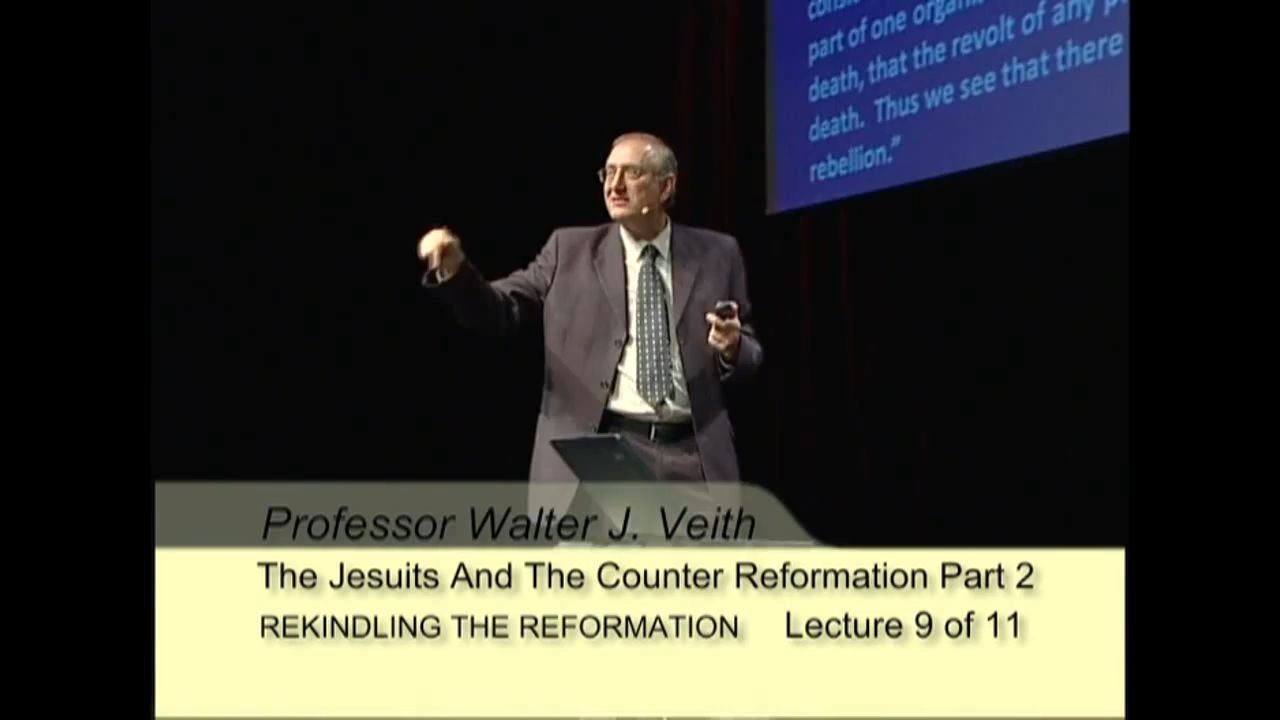 part of one organ
death, that the revolt of any p
death. Thus we see that there
rebellion.”
Professor Walter J. Veith
The Jesuits And The Counter Reformation Part 2
REKINDLING THE REFORMATION Lecture 9 of 11